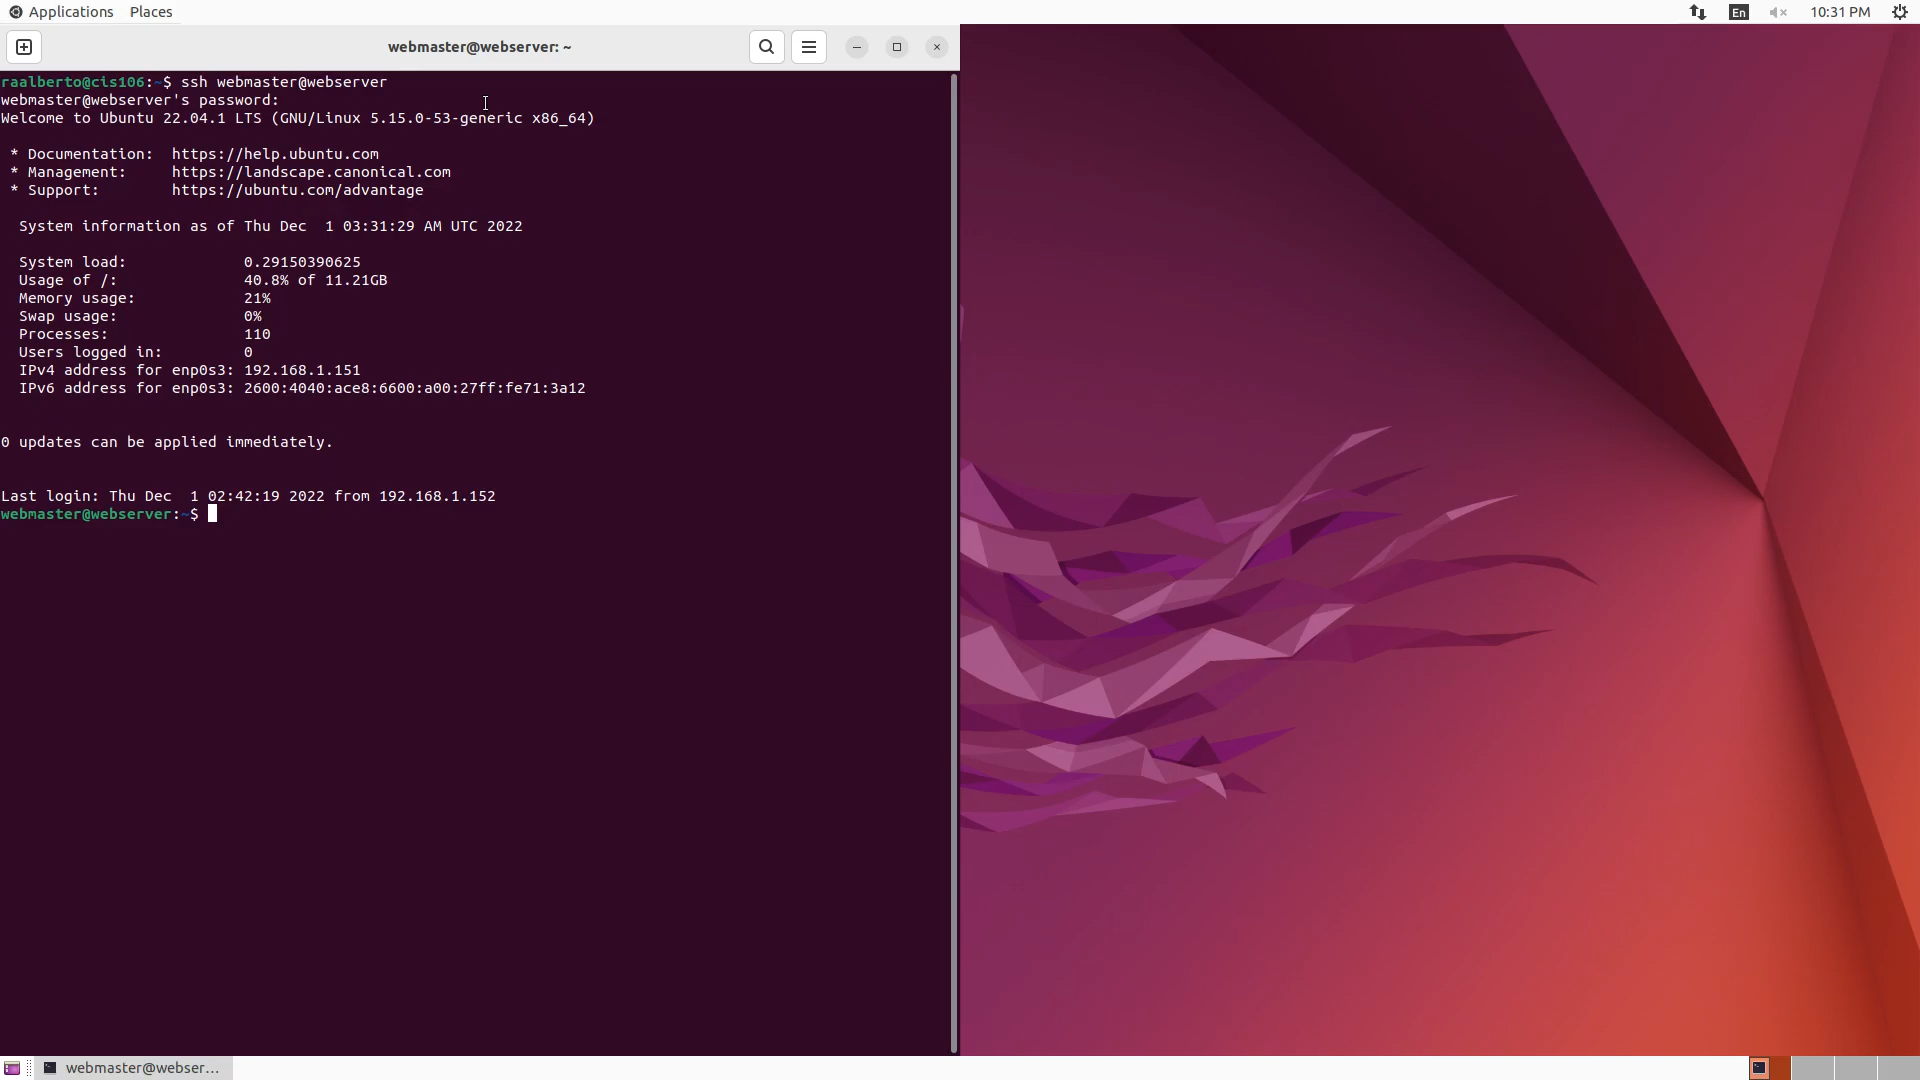 Applications Places En 10:31 PM
webmaster@webserver: ~
raalberto@cis106:~$ ssh webmaster@webserver
webmaster@webserver's password:
Welcome to Ubuntu 22.04.1 LTS (GNU/Linux 5.15.0-53-generic x86_64)
* Documentation:  https://help.ubuntu.com
* Management:     https://landscape.canonical.com
* Support:        https://ubuntu.com/advantage
System information as of Thu Dec  1 03:31:29 AM UTC 2022
System load:             0.29150390625
Usage of /:              40.8% of 11.21GB
Memory usage:            21%
Swap usage:              0%
Processes:               110
Users logged in:         0
IPv4 address for enp0s3: 192.168.1.151
IPv6 address for enp0s3: 2600:4040:ace8:6600:a00:27ff:fe71:3a12
0 updates can be applied immediately.
Last login: Thu Dec  1 02:42:19 2022 from 192.168.1.152
webmaster@webserver:~$
webmaster@webser...